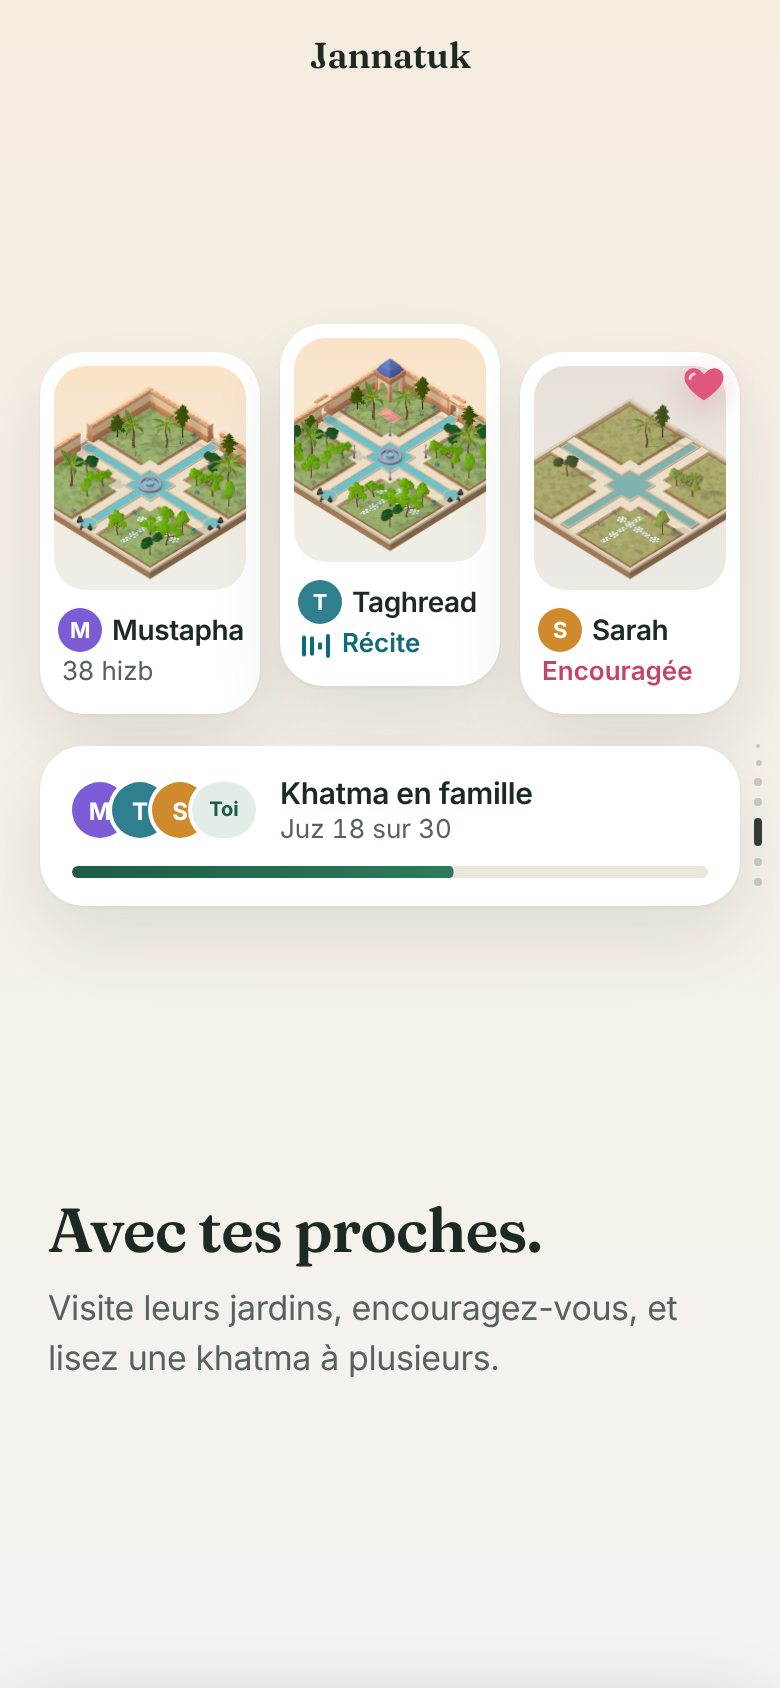 Jannatuk
M Mustapha
38 hizb
T Taghread
Récite
S Sarah
Encouragée
M T S Toi
Khatma en famille
Juz 18 sur 30
Avec tes proches.
Visite leurs jardins, encouragez-vous, et
lisez une khatma à plusieurs.